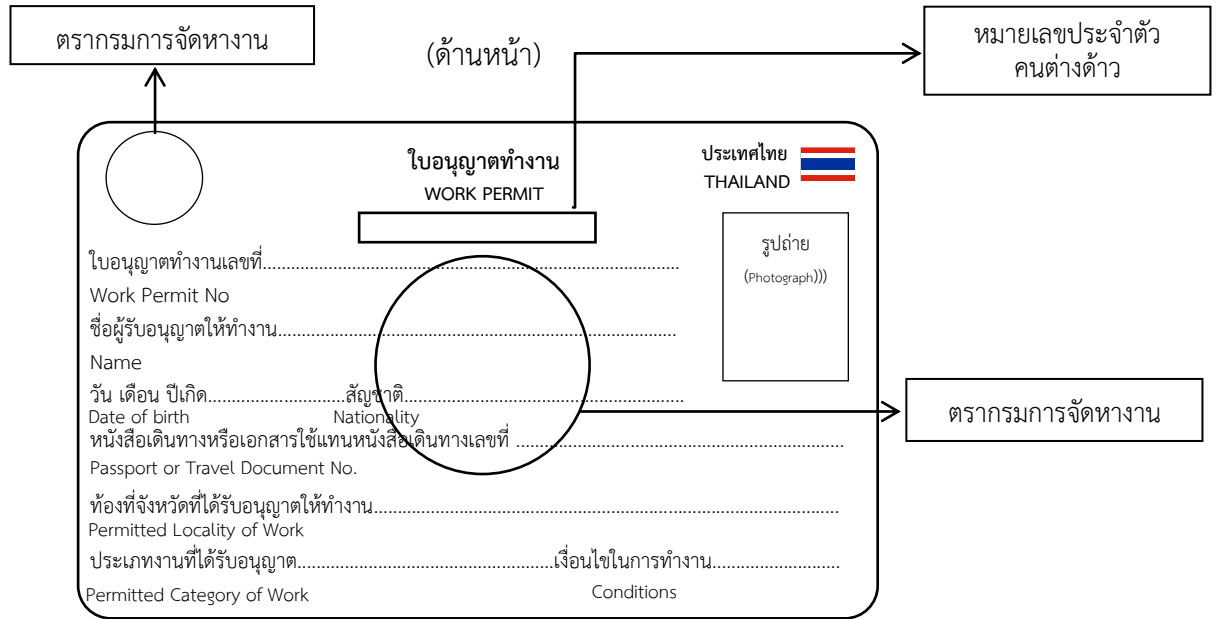 ตรากรมการจัดหางาน
(ด้านหน้า)
หมายเลขประจำตัว
คนต่างด้าว
ใบอนุญาตทำงาน
WORK PERMIT
ประเทศไทย
THAILAND
รูปถ่าย
(Photograph)))
ใบอนุญาตทำงานเลขที่....................................................................................................
Work Permit No
ชื่อผู้รับอนุญาตให้ทำงาน................................................................................................
Name
วัน เดือน ปีเกิด.................................สัญชาติ...................................................................
Date of birth Nationality
หนังสือเดินทางหรือเอกสารใช้แทนหนังสือเดินทางเลขที่ ...............................................................................
Passport or Travel Document No.
ตรากรมการจัดหางาน
ท้องที่จังหวัดที่ได้รับอนุญาตให้ทำงาน................................................................................................................
Permitted Locality of Work
ประเภทงานที่ได้รับอนุญาต..............................................................เงื่อนไขในการทำงาน...............................
Permitted Category of Work Conditions